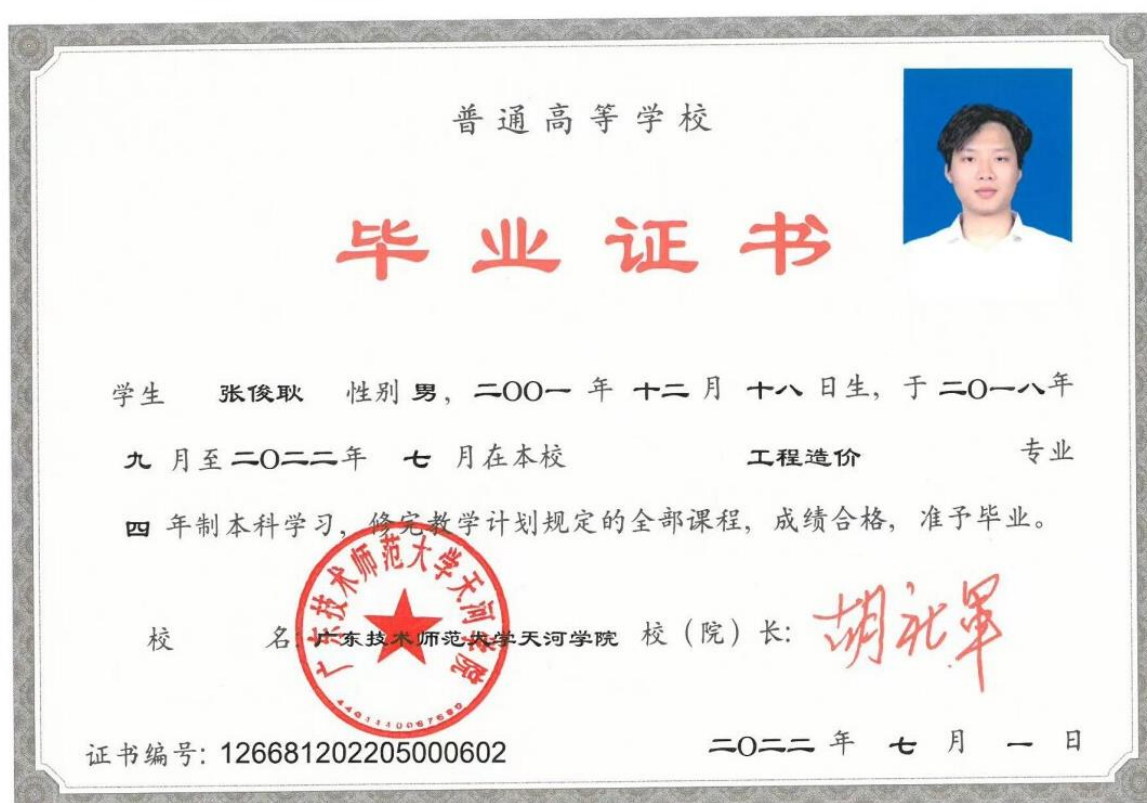 普通高等学校
毕业证书
学生 张俊耿 性别 男，二〇〇一 年 十二 月 十八 日生，于 二〇一八年
九 月至 二〇二二年 七 月在本校 工程造价 专业
四 年制本科学习，修完教学计划规定的全部课程，成绩合格，准予毕业。
广东技术师范大学天河学院
校 名: 广东技术师范大学天河学院 校（院）长: 胡社军
证书编号: 126681202205000602
二〇二二 年 七 月 一 日